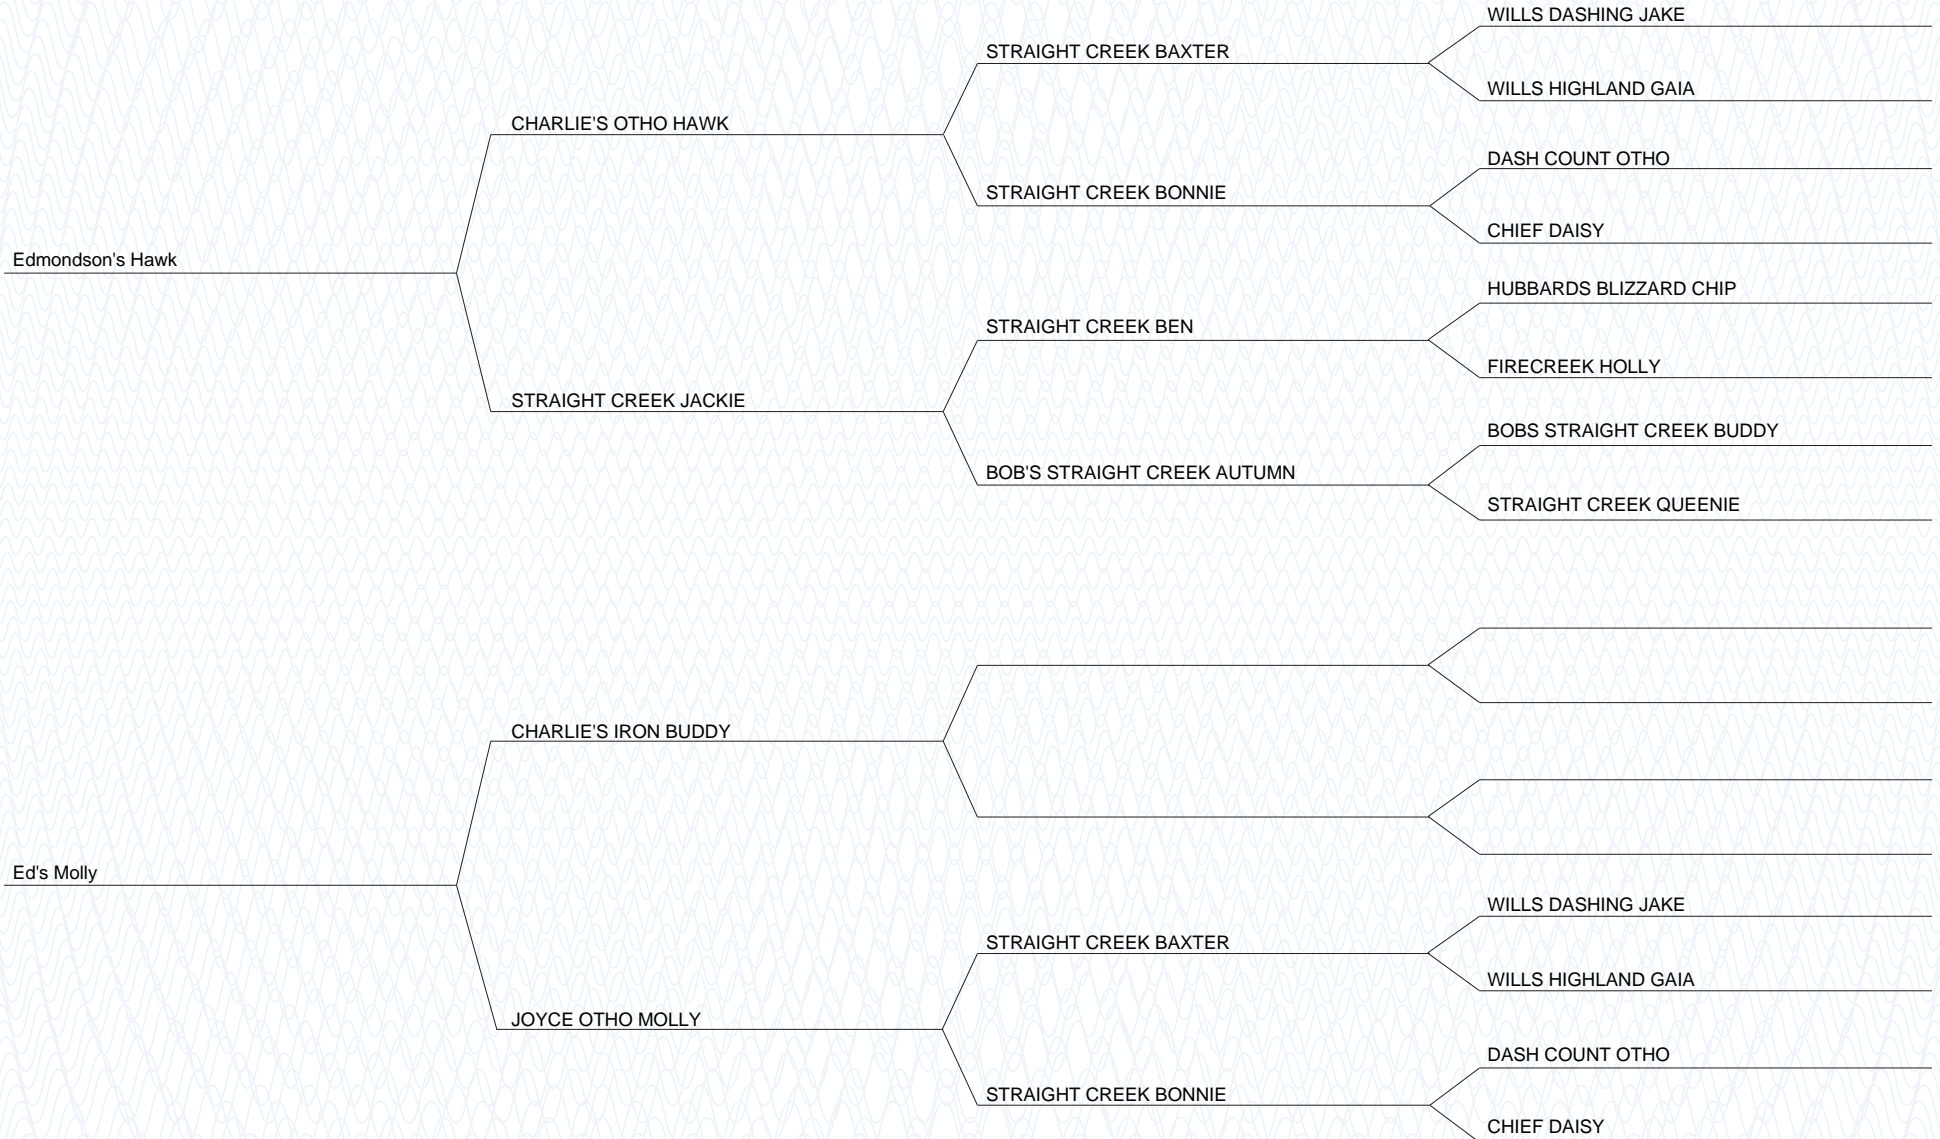 WILLS DASHING JAKE
STRAIGHT CREEK BAXTER
WILLS HIGHLAND GAIA
CHARLIE'S OTHO HAWK
DASH COUNT OTHO
STRAIGHT CREEK BONNIE
CHIEF DAISY
Edmondson's Hawk
HUBBARDS BLIZZARD CHIP
STRAIGHT CREEK BEN
FIRECREEK HOLLY
STRAIGHT CREEK JACKIE
BOBS STRAIGHT CREEK BUDDY
BOB'S STRAIGHT CREEK AUTUMN
STRAIGHT CREEK QUEENIE
CHARLIE'S IRON BUDDY
Ed's Molly
WILLS DASHING JAKE
STRAIGHT CREEK BAXTER
WILLS HIGHLAND GAIA
JOYCE OTHO MOLLY
DASH COUNT OTHO
STRAIGHT CREEK BONNIE
CHIEF DAISY